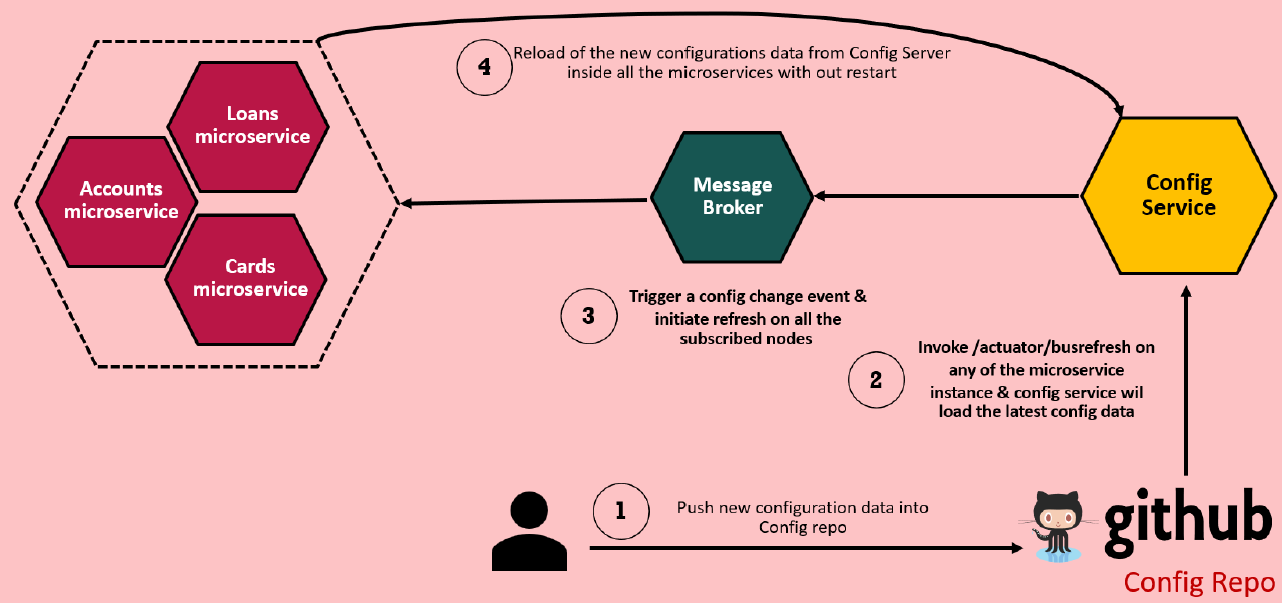 4
Reload of the new configurations data from Config Server
inside all the microservices with out restart
Loans
microservice
Accounts
microservice
Cards
microservice
Message
Broker
Config
Service
3
Trigger a config change event &
initiate refresh on all the
subscribed nodes
2
Invoke /actuator/busrefresh on
any of the microservice
instance & config service wil
load the latest config data
1
Push new configuration data into
Config repo
github
Config Repo